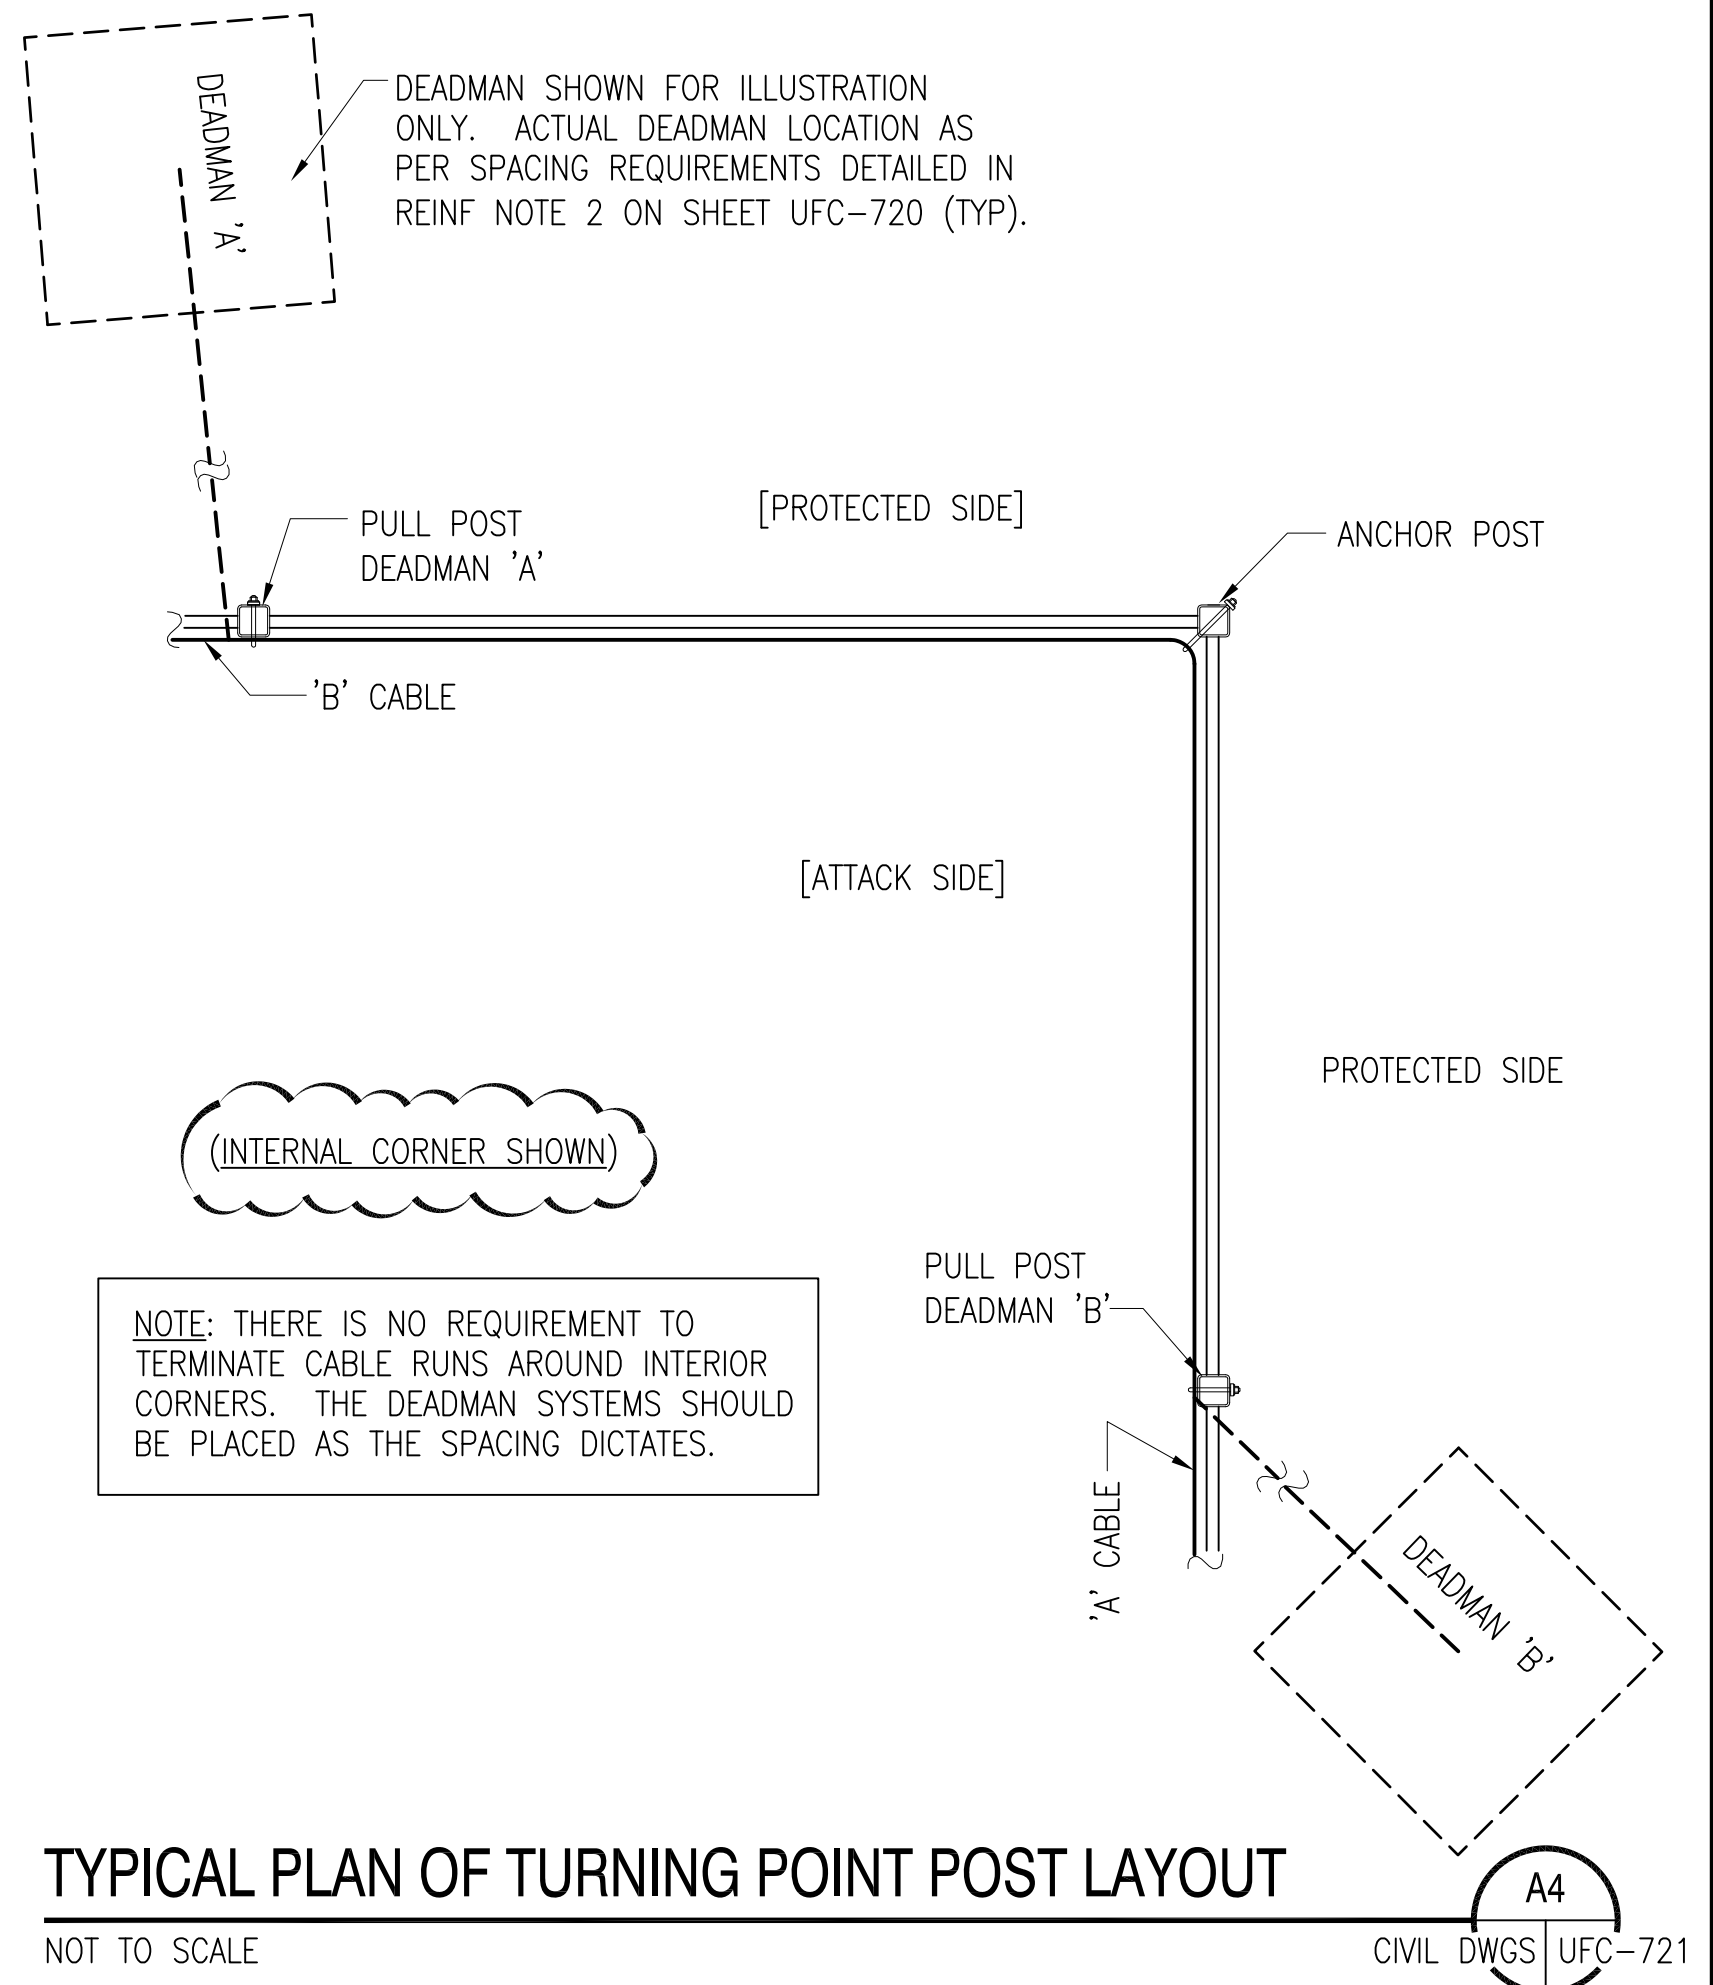 DEADMAN 'A'
DEADMAN SHOWN FOR ILLUSTRATION
ONLY. ACTUAL DEADMAN LOCATION AS
PER SPACING REQUIREMENTS DETAILED IN
REINF NOTE 2 ON SHEET UFC-720 (TYP).
[PROTECTED SIDE]
PULL POST
DEADMAN 'A'
ANCHOR POST
'B' CABLE
[ATTACK SIDE]
PROTECTED SIDE
(INTERNAL CORNER SHOWN)
PULL POST
DEADMAN 'B'
NOTE: THERE IS NO REQUIREMENT TO
TERMINATE CABLE RUNS AROUND INTERIOR
CORNERS. THE DEADMAN SYSTEMS SHOULD
BE PLACED AS THE SPACING DICTATES.
'A' CABLE
DEADMAN 'B'
TYPICAL PLAN OF TURNING POINT POST LAYOUT
A4
NOT TO SCALE
CIVIL DWGS
UFC-721